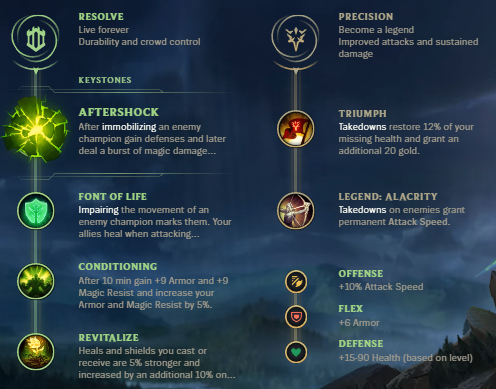 RESOLVE
Live forever
Durability and crowd control
KEYSTONES
AFTERSHOCK
After immobilizing an enemy
champion gain defenses and later
deal a burst of magic damage...
FONT OF LIFE
Impairing the movement of an
enemy champion marks them. Your
allies heal when attacking...
CONDITIONING
After 10 min gain +9 Armor and +9
Magic Resist and increase your
Armor and Magic Resist by 5%.
REVITALIZE
Heals and shields you cast or
receive are 5% stronger and
increased by an additional 10% on...
PRECISION
Become a legend
Improved attacks and sustained
damage
TRIUMPH
Takedowns restore 12% of your
missing health and grant an
additional 20 gold.
LEGEND: ALACRITY
Takedowns on enemies grant
permanent Attack Speed.
OFFENSE
+10% Attack Speed
FLEX
+6 Armor
DEFENSE
+15-90 Health (based on level)